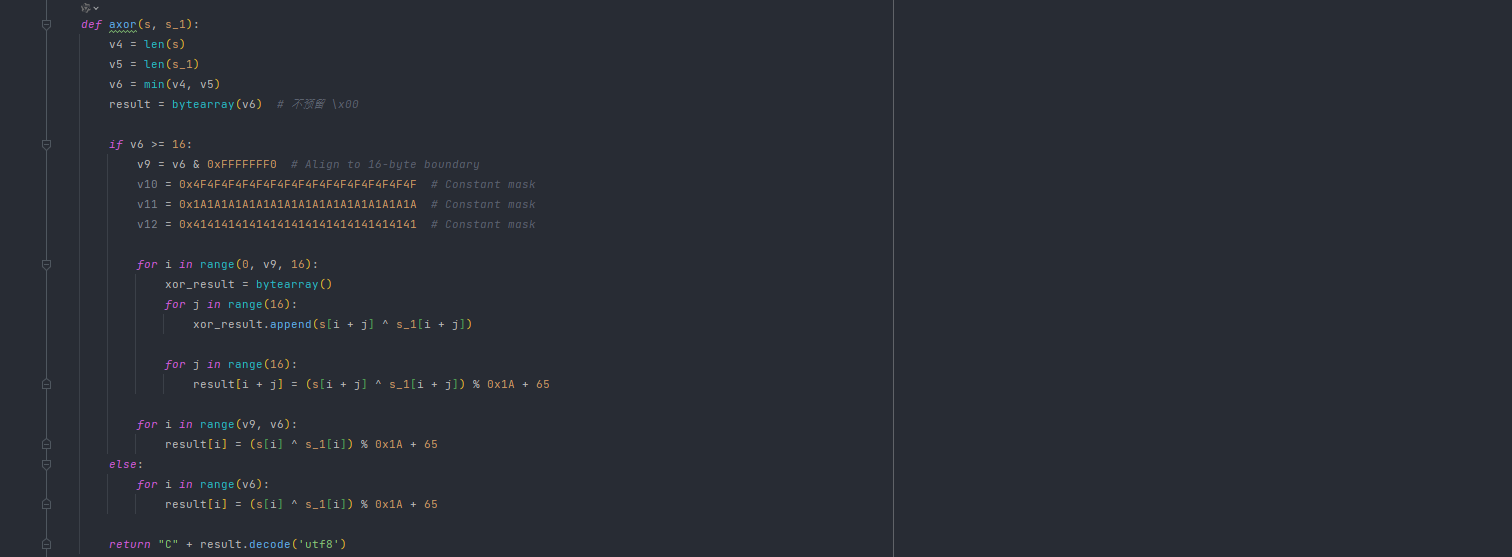 def axor(s, s_1):
    v4 = len(s)
    v5 = len(s_1)
    v6 = min(v4, v5)
    result = bytearray(v6)  # 不预留 \x00
    if v6 >= 16:
        v9 = v6 & 0xFFFFFFF0  # Align to 16-byte boundary
        v10 = 0x4F4F4F4F4F4F4F4F4F4F4F4F4F4F4F4F  # Constant mask
        v11 = 0x1A1A1A1A1A1A1A1A1A1A1A1A1A1A1A1A  # Constant mask
        v12 = 0x41414141414141414141414141414141  # Constant mask
        for i in range(0, v9, 16):
            xor_result = bytearray()
            for j in range(16):
                xor_result.append(s[i + j] ^ s_1[i + j])
            for j in range(16):
                result[i + j] = (s[i + j] ^ s_1[i + j]) % 0x1A + 65
        for i in range(v9, v6):
            result[i] = (s[i] ^ s_1[i]) % 0x1A + 65
    else:
        for i in range(v6):
            result[i] = (s[i] ^ s_1[i]) % 0x1A + 65
    return "C" + result.decode('utf8')